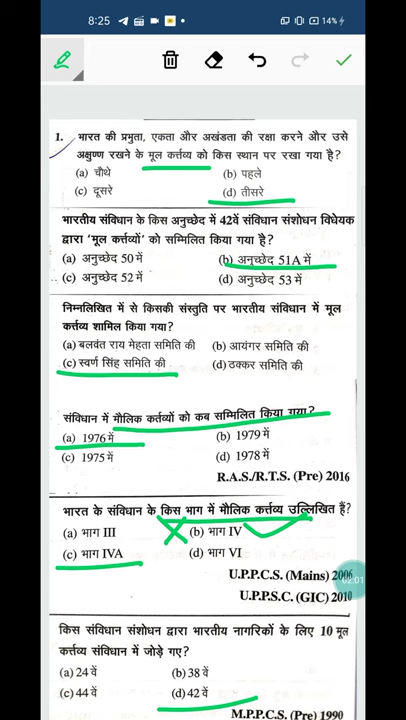 8:25
14%
1. भारत की प्रभुता, एकता और अखंडता की रक्षा करने और उसे
अक्षुण्ण रखने के मूल कर्त्तव्य को किस स्थान पर रखा गया है?
(a) चौथे (b) पहले
(c) दूसरे (d) तीसरे
भारतीय संविधान के किस अनुच्छेद में 42वें संविधान संशोधन विधेयक
द्वारा 'मूल कर्त्तव्यों' को सम्मिलित किया गया है?
(a) अनुच्छेद 50 में (b) अनुच्छेद 51A में
(c) अनुच्छेद 52 में (d) अनुच्छेद 53 में
निम्नलिखित में से किसकी संस्तुति पर भारतीय संविधान में मूल
कर्त्तव्य शामिल किया गया?
(a) बलवंत राय मेहता समिति की (b) आयंगर समिति की
(c) स्वर्ण सिंह समिति की (d) ठक्कर समिति की
संविधान में मौलिक कर्तव्यों को कब सम्मिलित किया गया?
(a) 1976 में (b) 1979 में
(c) 1975 में (d) 1978 में
R.A.S./R.T.S. (Pre) 2016
भारत के संविधान के किस भाग में मौलिक कर्त्तव्य उल्लिखित हैं?
(a) भाग III (b) भाग IV
(c) भाग IVA (d) भाग VI
U.P.P.C.S. (Mains) 2006
02:01
U.P.P.S.C. (GIC) 2010
किस संविधान संशोधन द्वारा भारतीय नागरिकों के लिए 10 मूल
कर्त्तव्य संविधान में जोड़े गए?
(a) 24 वें (b) 38 वें
(c) 44 वें (d) 42 वें
M.P.P.C.S. (Pre) 1990